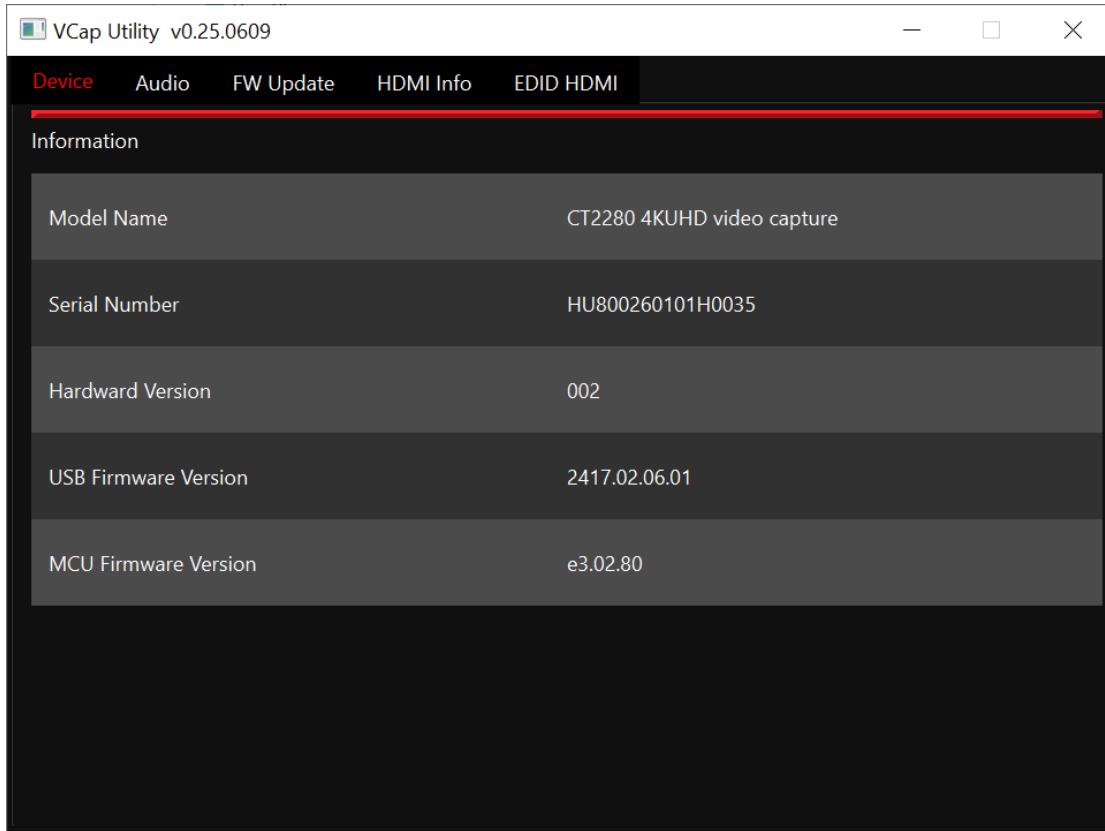 VCap Utility v0.25.0609
Device Audio FW Update HDMI Info EDID HDMI
Information
Model Name CT2280 4KUHD video capture
Serial Number HU800260101H0035
Hardward Version 002
USB Firmware Version 2417.02.06.01
MCU Firmware Version e3.02.80